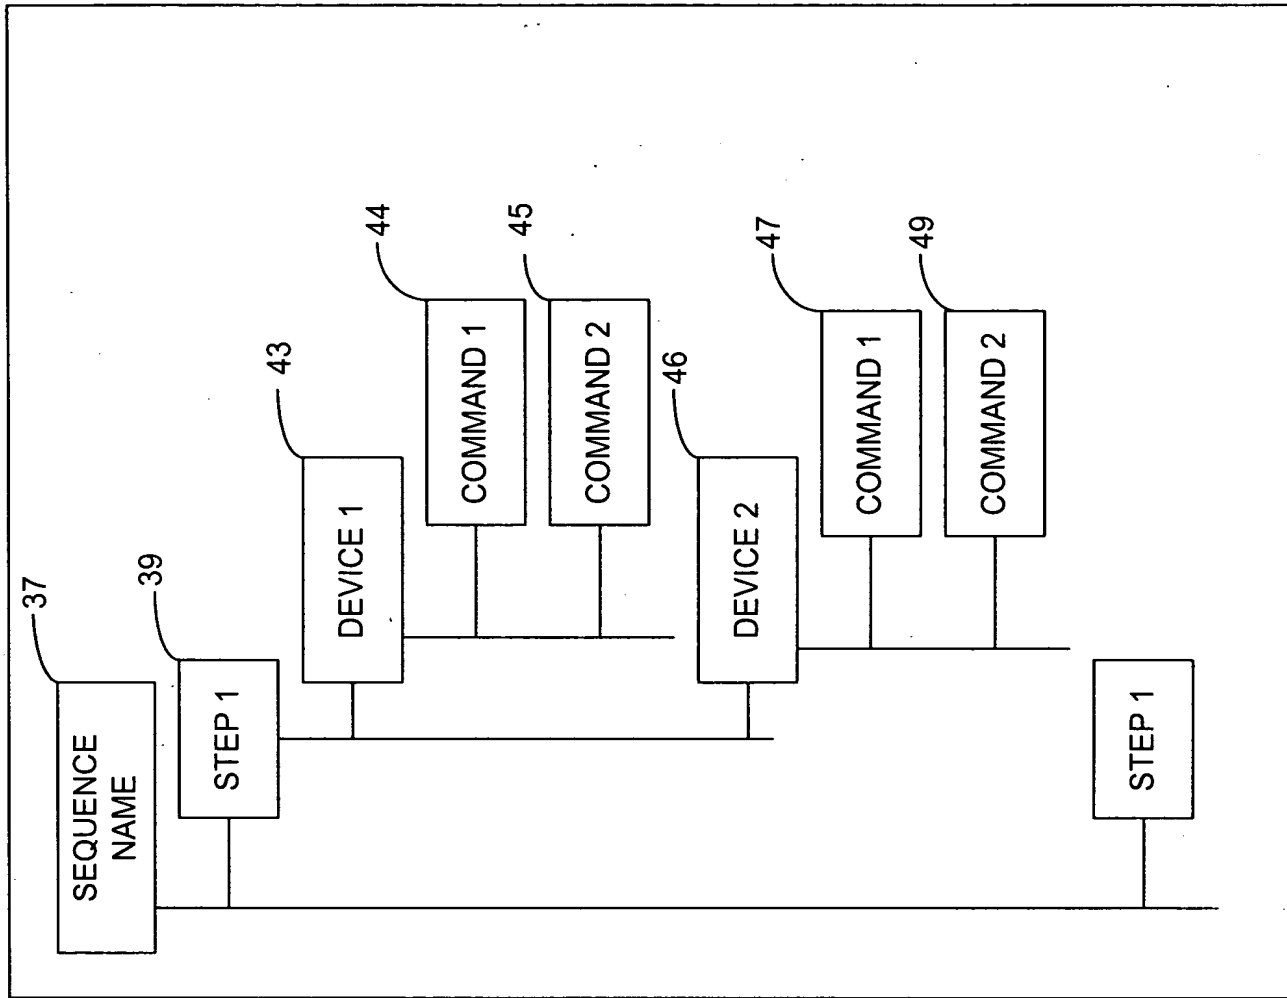 SEQUENCE
NAME
37
STEP 1
39
DEVICE 1
43
COMMAND 1
44
COMMAND 2
45
DEVICE 2
46
COMMAND 1
47
COMMAND 2
49
STEP 1